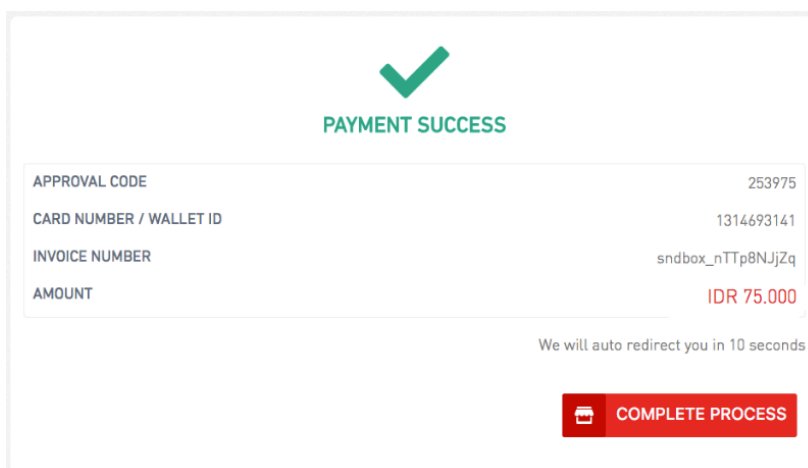 PAYMENT SUCCESS
APPROVAL CODE 253975
CARD NUMBER / WALLET ID 1314693141
INVOICE NUMBER sndbox_nTTp8NJjZq
AMOUNT IDR 75.000
We will auto redirect you in 10 seconds
COMPLETE PROCESS